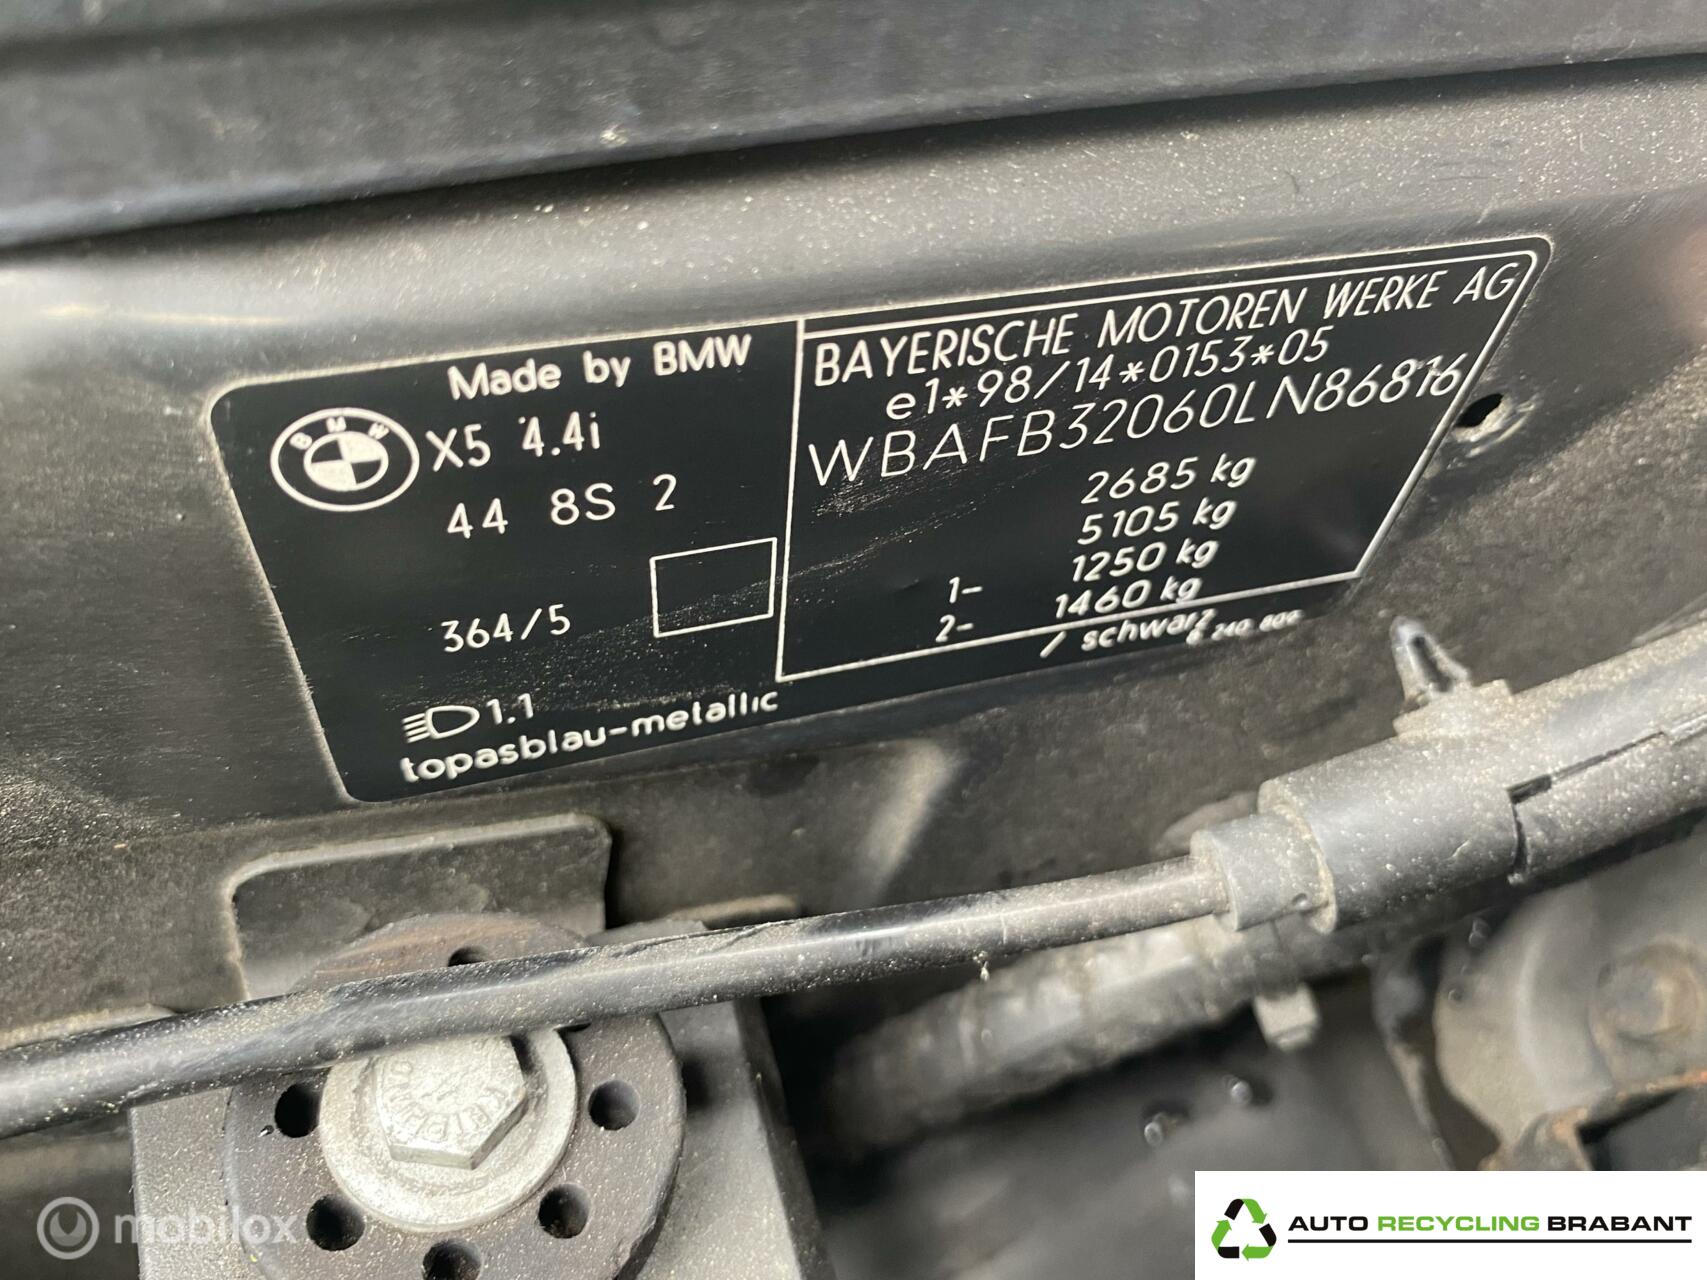 Made by BMW
BMW
X5 4.4i
44 8S 2
364/5
1.1
topasblau-metallic
BAYERISCHE MOTOREN WERKE AG
e1*98/14*0153*05
WBAFB32060LN86816
2685 kg
5105 kg
1- 1250 kg
2- 1460 kg
/ schwarz
mobilox
AUTO RECYCLING BRABANT